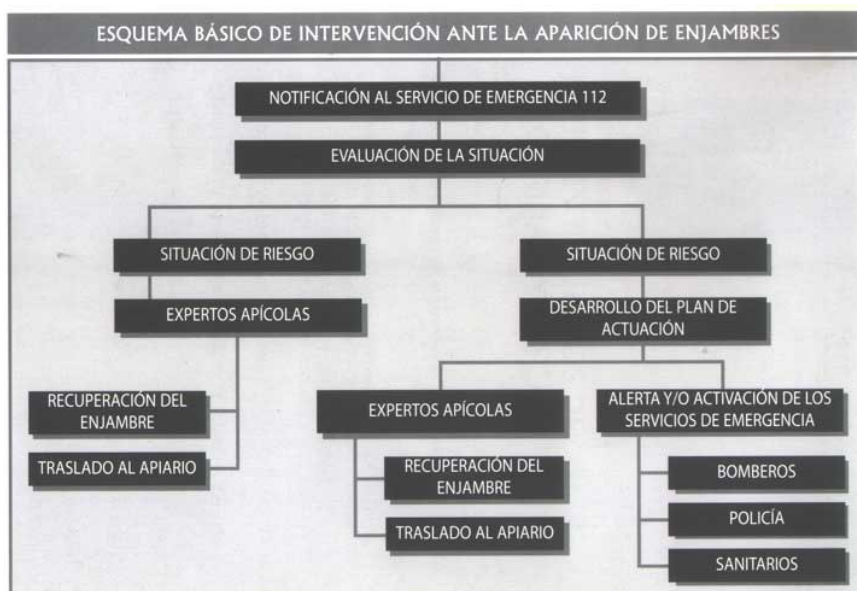 ESQUEMA BÁSICO DE INTERVENCIÓN ANTE LA APARICIÓN DE ENJAMBRES
NOTIFICACIÓN AL SERVICIO DE EMERGENCIA 112
EVALUACIÓN DE LA SITUACIÓN
SITUACIÓN DE RIESGO
EXPERTOS APÍCOLAS
RECUPERACIÓN DEL
ENJAMBRE
TRASLADO AL APIARIO
SITUACIÓN DE RIESGO
DESARROLLO DEL PLAN DE
ACTUACIÓN
EXPERTOS APÍCOLAS
RECUPERACIÓN DEL
ENJAMBRE
TRASLADO AL APIARIO
ALERTA Y/O ACTIVACIÓN DE LOS
SERVICIOS DE EMERGENCIA
BOMBEROS
POLICÍA
SANITARIOS